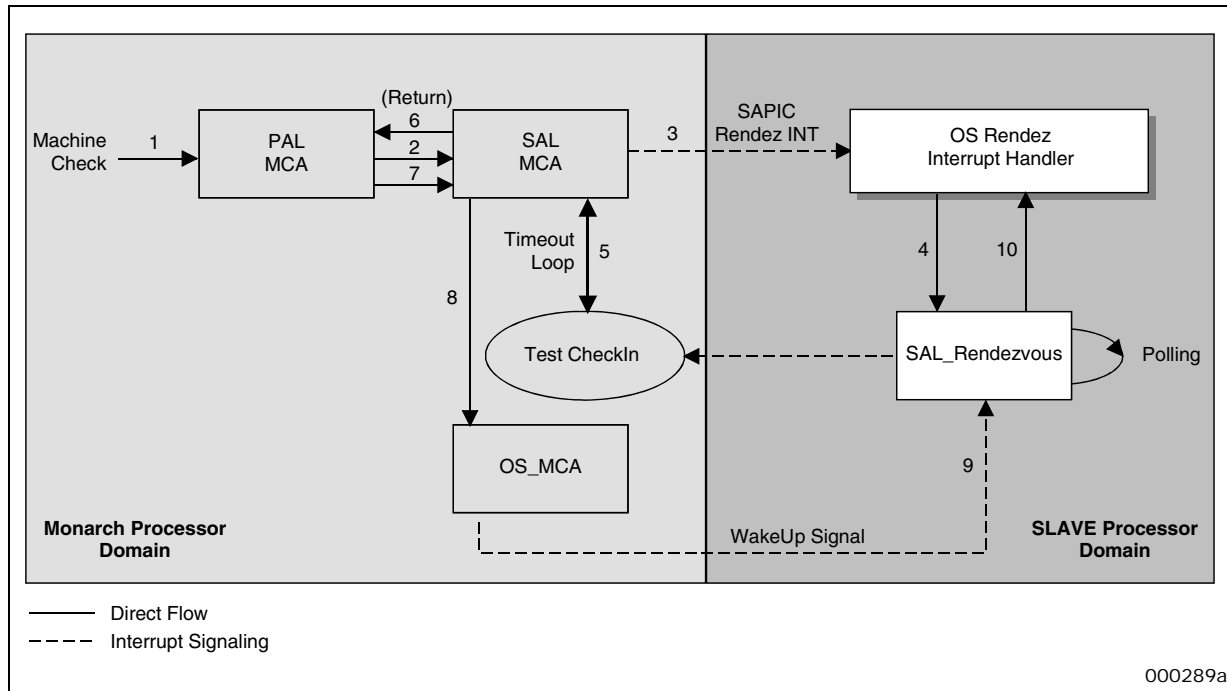 (Return)
Machine
Check
1
PAL
MCA
6
2
7
SAL
MCA
3
SAPIC
Rendez INT
OS Rendez
Interrupt Handler
Timeout
Loop
5
8
4
10
Test CheckIn
SAL_Rendezvous
Polling
OS_MCA
9
Monarch Processor
Domain
WakeUp Signal
SLAVE Processor
Domain
Direct Flow
Interrupt Signaling
000289a